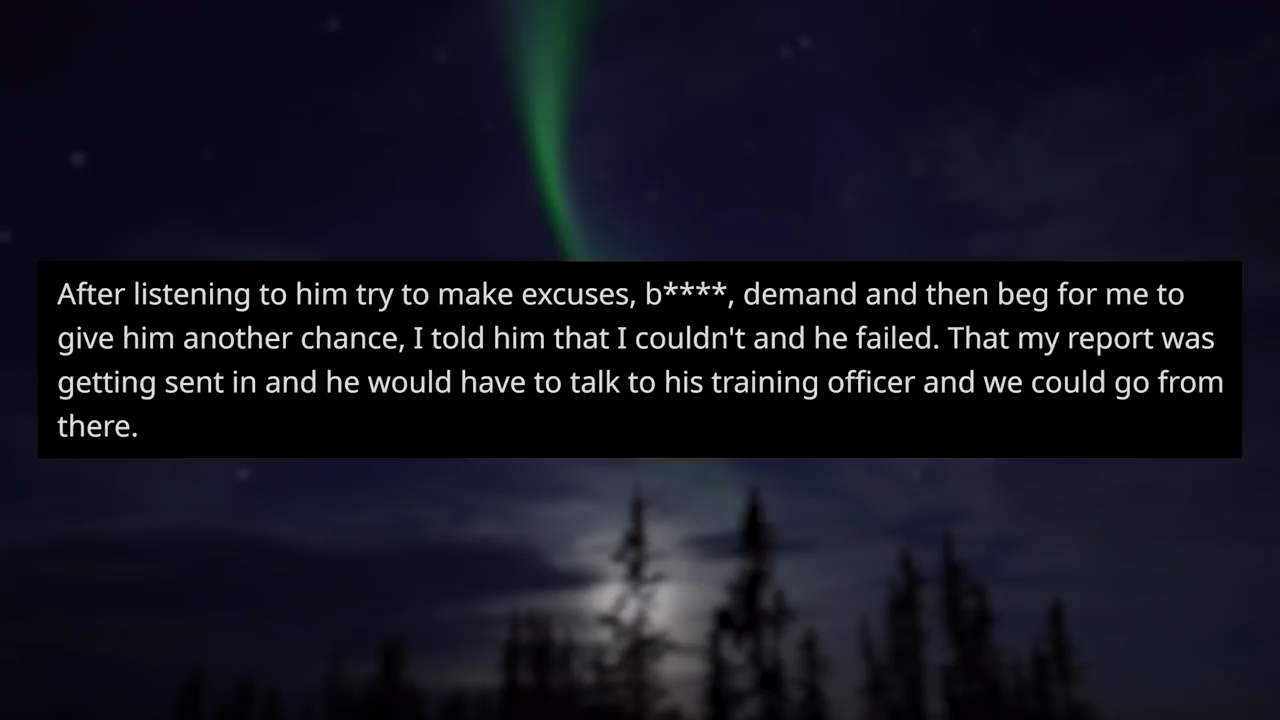 After listening to him try to make excuses, b****, demand and then beg for me to
give him another chance, I told him that I couldn't and he failed. That my report was
getting sent in and he would have to talk to his training officer and we could go from
there.